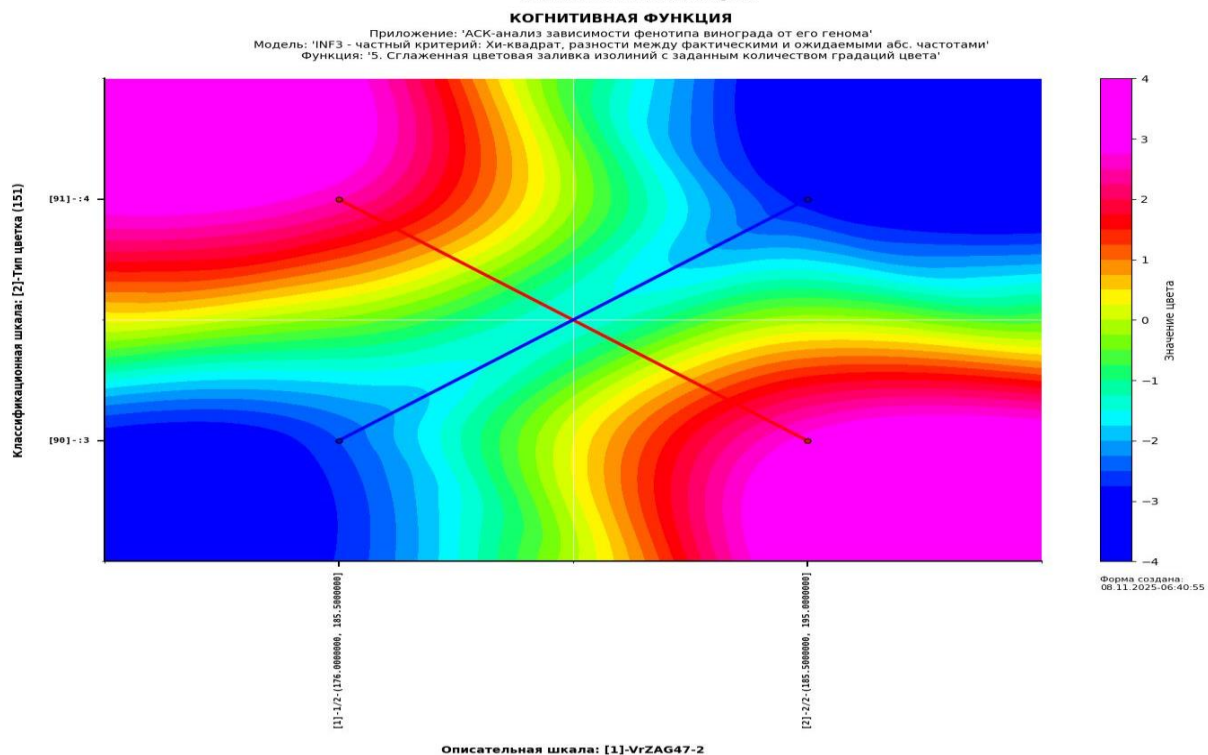 КОГНИТИВНАЯ ФУНКЦИЯ
Приложение: 'АСК-анализ зависимости фенотипа винограда от его генома'
Модель: 'INF3 - частный критерий: Хи-квадрат, разности между фактическими и ожидаемыми абс. частотами'
Функция: '5. Сглаженная цветовая заливка изолиний с заданным количеством градаций цвета'
Классификационная шкала: [2]-Тип цветка (151)
[91]-:4
[90]-:3
4
3
2
1
0
−1
−2
−3
−4
Значение цвета
Форма создана:
08.11.2025-06:40:55
[1]-1/2-(176.0000000, 185.5000000]
[2]-2/2-(185.5000000, 195.0000000]
Описательная шкала: [1]-VrZAG47-2